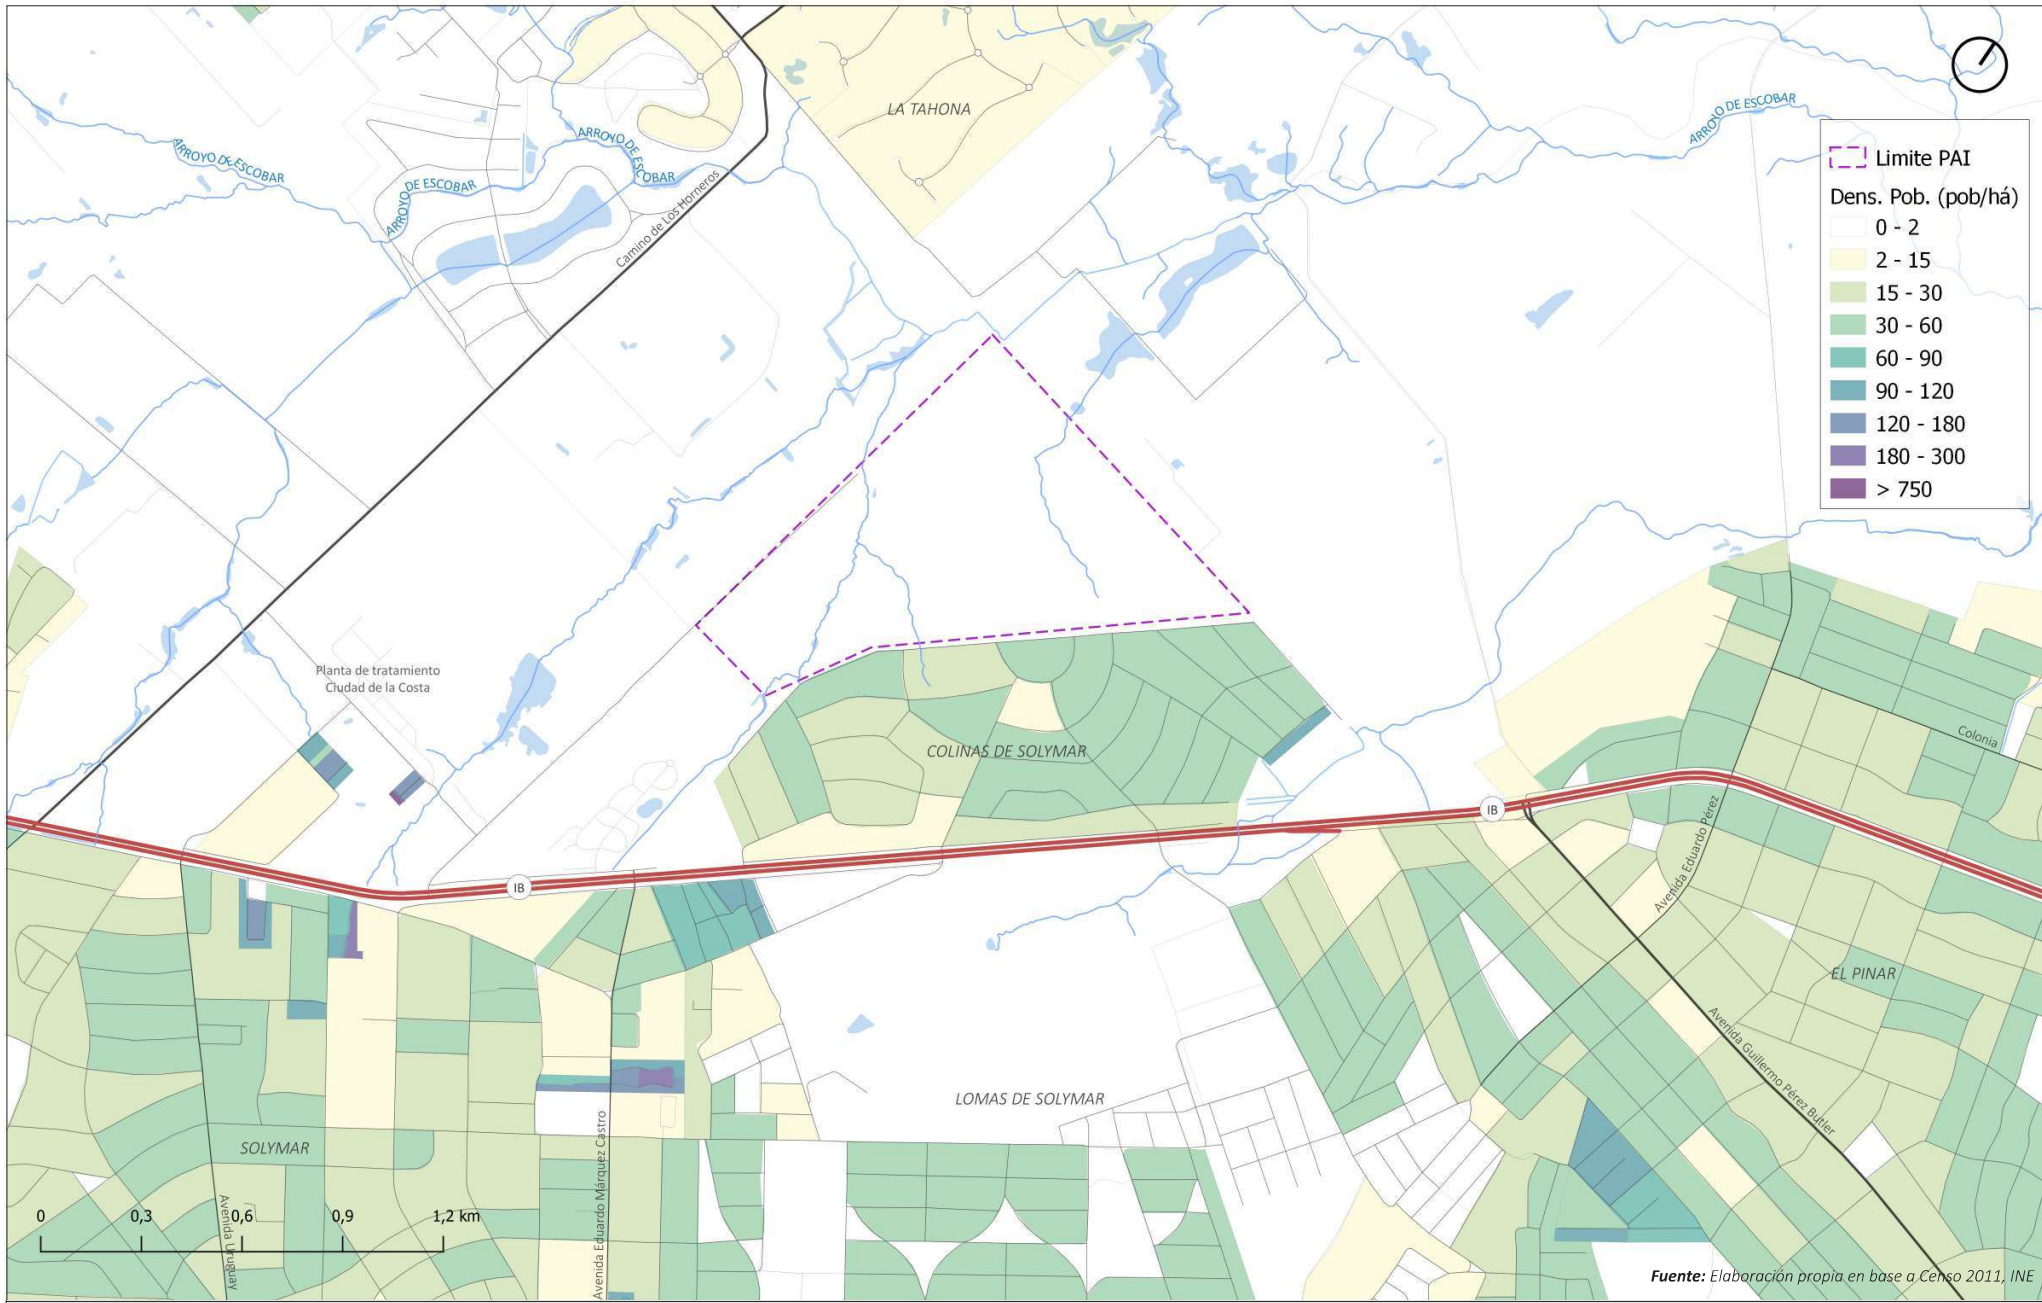 LA TAHONA
ARROYO DE ESCOBAR
ARROYO DE ESCOBAR
ARROYO DE ESCOBAR
ARROYO DE ESCOBAR
Camino de Los Horneros
Limite PAI
Dens. Pob. (pob/há)
0 - 2
2 - 15
15 - 30
30 - 60
60 - 90
90 - 120
120 - 180
180 - 300
> 750
Planta de tratamiento
Ciudad de la Costa
COLINAS DE SOLYMAR
Colonia
IB
IB
Avenida Eduardo Pérez
EL PINAR
Avenida Guillermo Pérez Butler
LOMAS DE SOLYMAR
SOLYMAR
Avenida Eduardo Márquez Castro
Avenida Uruguay
0 0,3 0,6 0,9 1,2 km
Fuente: Elaboración propia en base a Censo 2011, INE